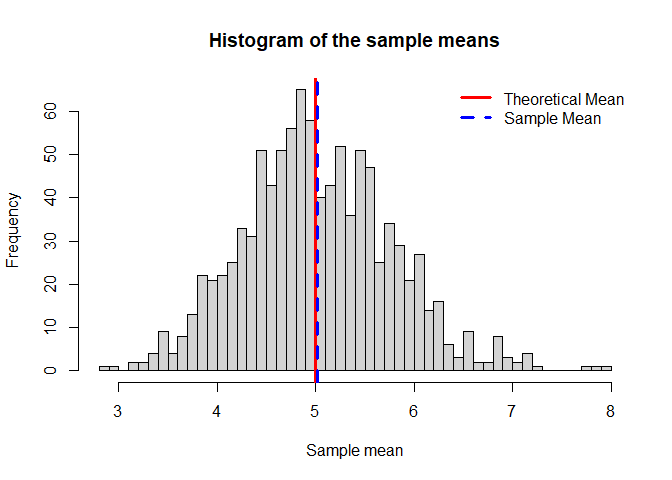 Histogram of the sample means
Theoretical Mean
Sample Mean
Frequency
60
50
40
30
20
10
0
3 4 5 6 7 8
Sample mean